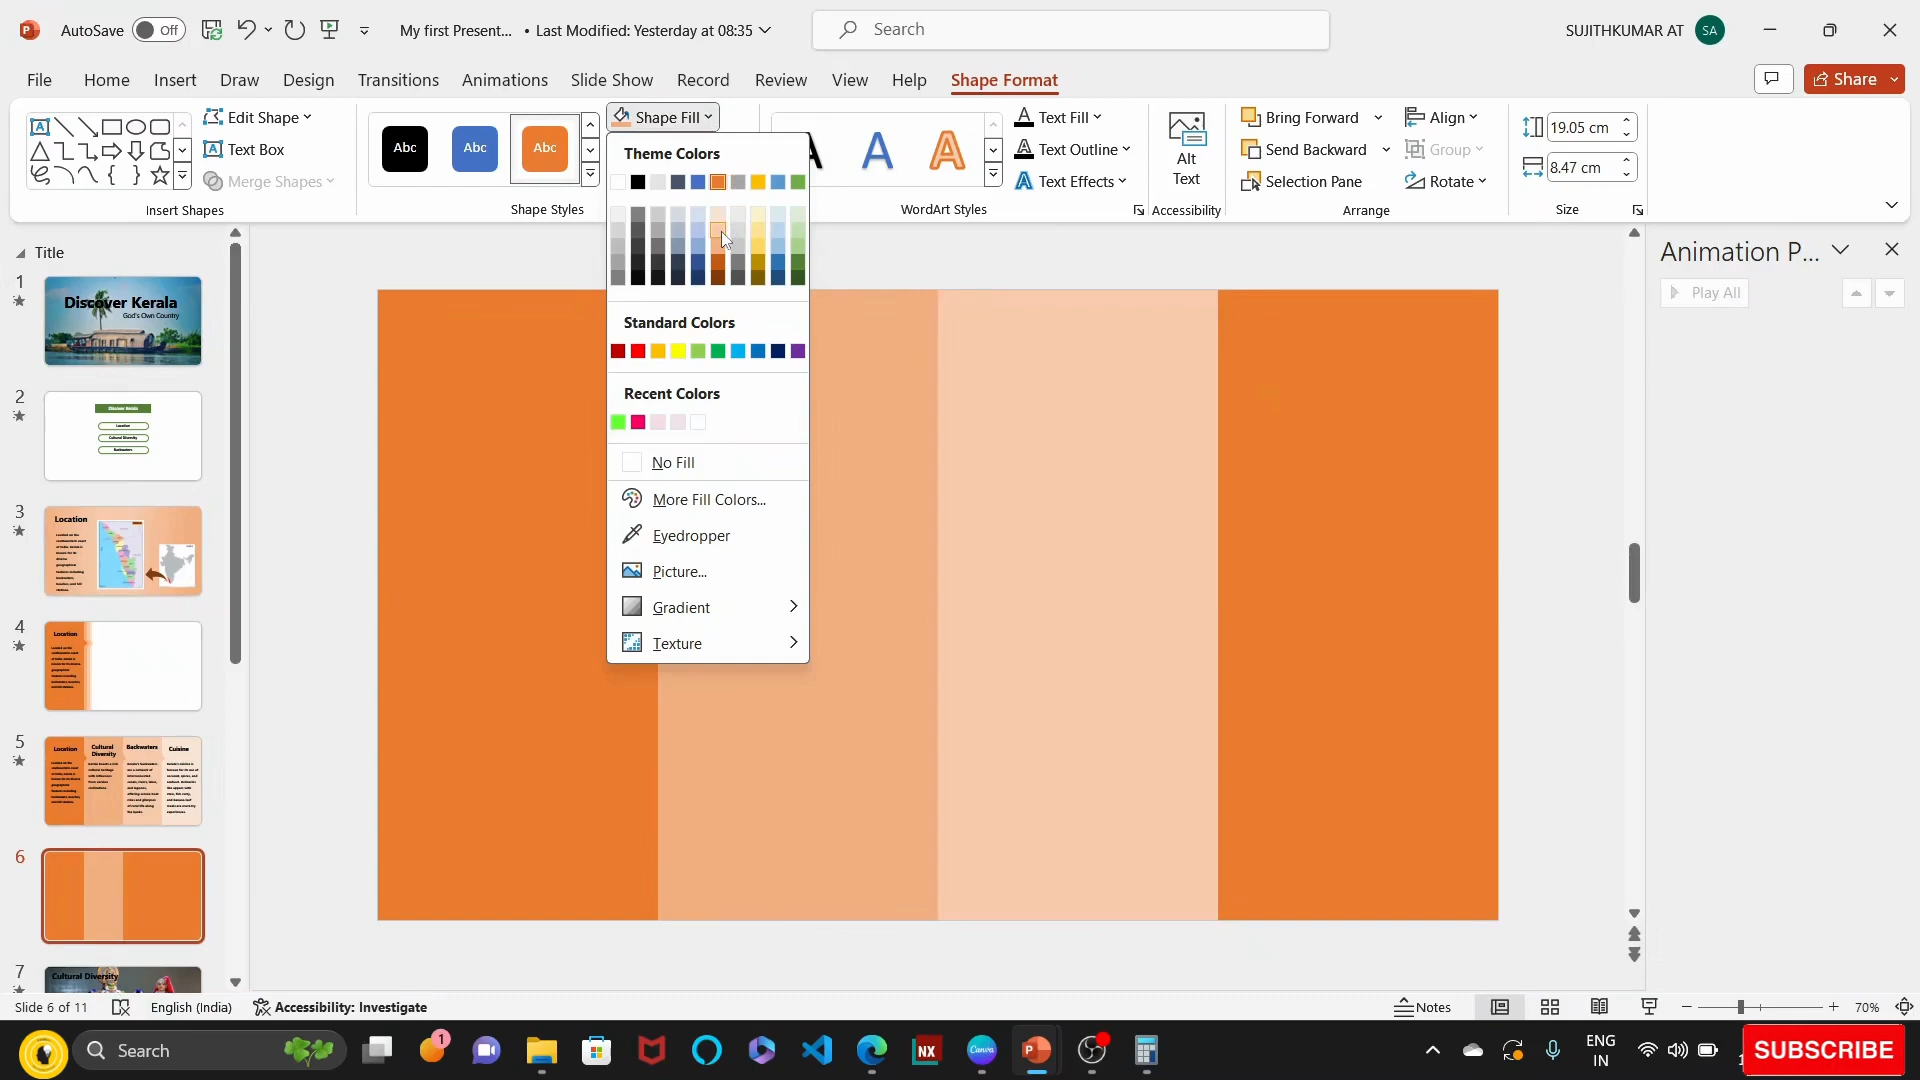 AutoSave Off
My first Present... • Last Modified: Yesterday at 08:35
Search
SUJITHKUMAR AT SA
File Home Insert Draw Design Transitions Animations Slide Show Record Review View Help Shape Format
Share
Edit Shape
Text Box
Merge Shapes
Insert Shapes
Abc Abc Abc
Shape Styles
Shape Fill
A A A
WordArt Styles
Text Fill
Text Outline
Text Effects
Alt
Text
Accessibility
Bring Forward
Send Backward
Selection Pane
Align
Group
Rotate
Arrange
19.05 cm
8.47 cm
Size
Theme Colors
Standard Colors
Recent Colors
No Fill
More Fill Colors...
Eyedropper
Picture...
Gradient
Texture
Title
1
Discover Kerala
God's Own Country
2
Discover Kerala
Location
Cultural Diversity
Backwaters
3
Location
4
Location
5
Location
Cultural
Diversity
Backwaters
Cuisine
6
7
Cultural Diversity
Animation P...
Play All
Slide 6 of 11
English (India)
Accessibility: Investigate
Notes
70%
Search
1
NX
Canva
ENG
IN
SUBSCRIBE